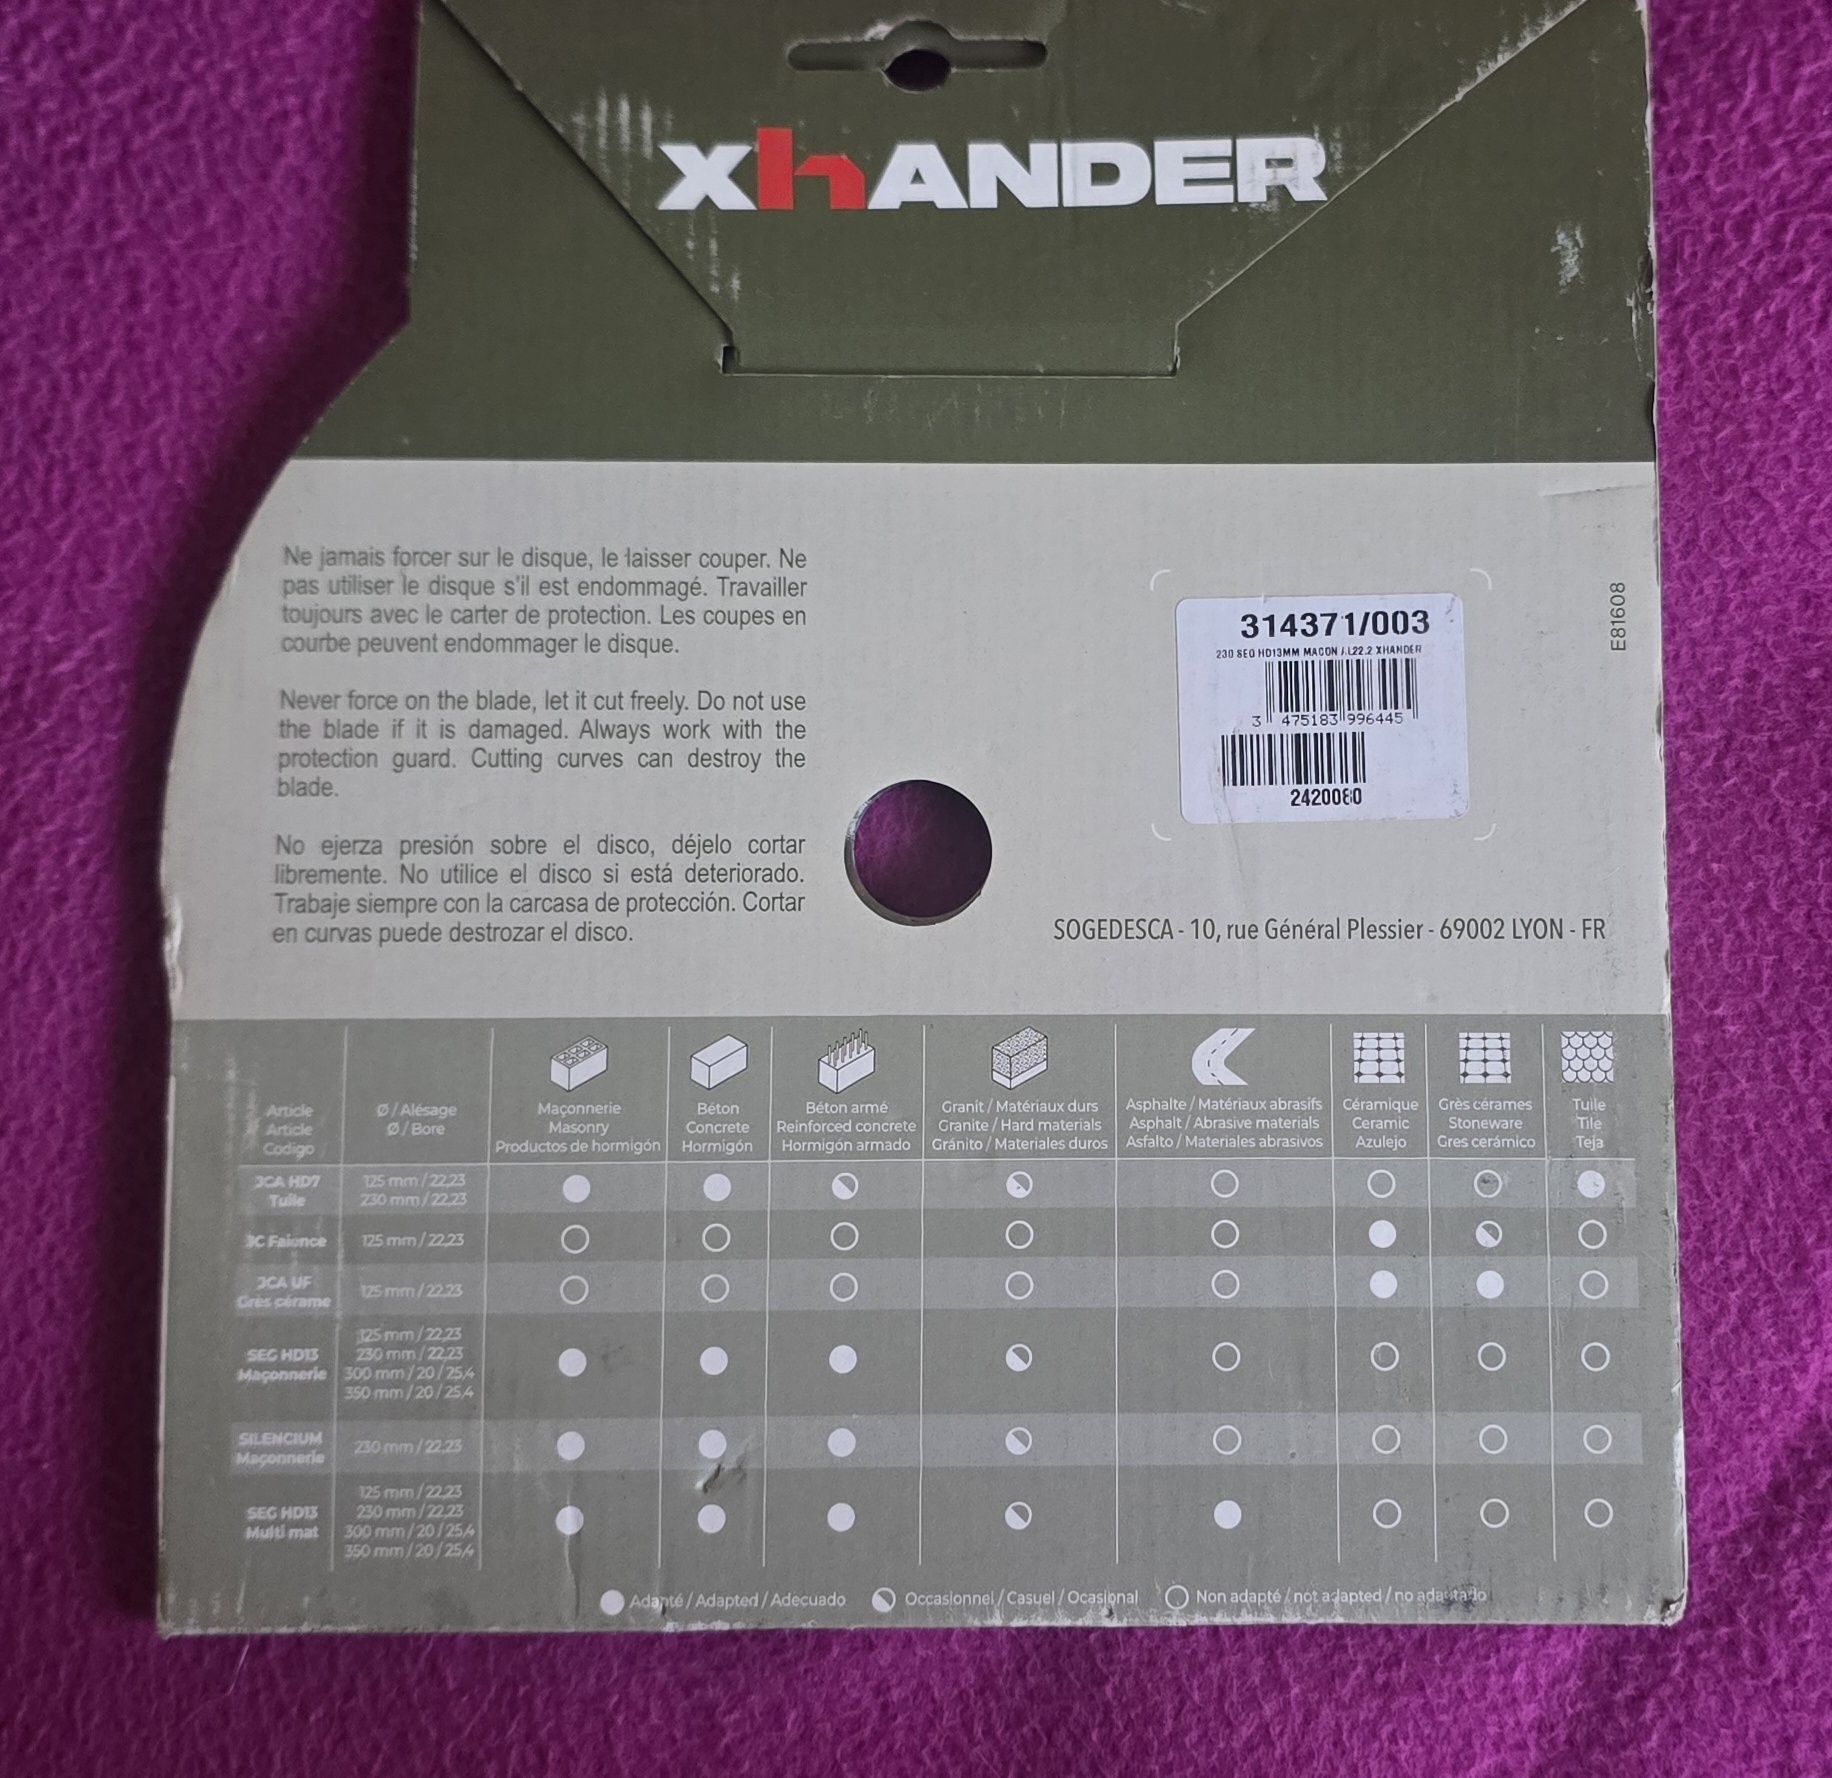 xhANDER
Ne jamais forcer sur le disque, le laisser couper. Ne
pas utiliser le disque s'il est endommagé. Travailler
toujours avec le carter de protection. Les coupes en
courbe peuvent endommager le disque.
Never force on the blade, let it cut freely. Do not use
the blade if it is damaged. Always work with the
protection guard. Cutting curves can destroy the
blade.
No ejerza presión sobre el disco, déjelo cortar
libremente. No utilice el disco si está deteriorado.
Trabaje siempre con la carcasa de protección. Cortar
en curvas puede destrozar el disco.
314371/003
230 SEG HD13MM MACON AL22.2 XHANDER
3 475183 996445
2420080
E81608
SOGEDESCA - 10, rue Général Plessier - 69002 LYON - FR
Article
Article
Codigo
Ø / Alésage
Ø / Bore
Maçonnerie
Masonry
Productos de hormigón
Béton
Concrete
Hormigón
Béton armé
Reinforced concrete
Hormigón armado
Granit / Matériaux durs
Granite / Hard materials
Gránito / Materiales duros
Asphalte / Matériaux abrasifs
Asphalt / Abrasive materials
Asfalto / Materiales abrasivos
Céramique
Ceramic
Azulejo
Grès cérames
Stoneware
Gres cerámico
Tuile
Tile
Teja
3CA HD7
Tuile
125 mm / 22,23
230 mm / 22,23
3C Faïence
125 mm / 22,23
3CA UF
Grès cérame
125 mm / 22,23
SEG HD13
Maçonnerie
125 mm / 22,23
230 mm / 22,23
300 mm / 20 / 25,4
350 mm / 20 / 25,4
SILENCIUM
Maçonnerie
230 mm / 22,23
SEG HD13
Multi mat
125 mm / 22,23
230 mm / 22,23
300 mm / 20 / 25,4
350 mm / 20 / 25,4
Adapté / Adapted / Adecuado
Occasionnel / Casuel / Ocasional
Non adapté / not adapted / no adaptado